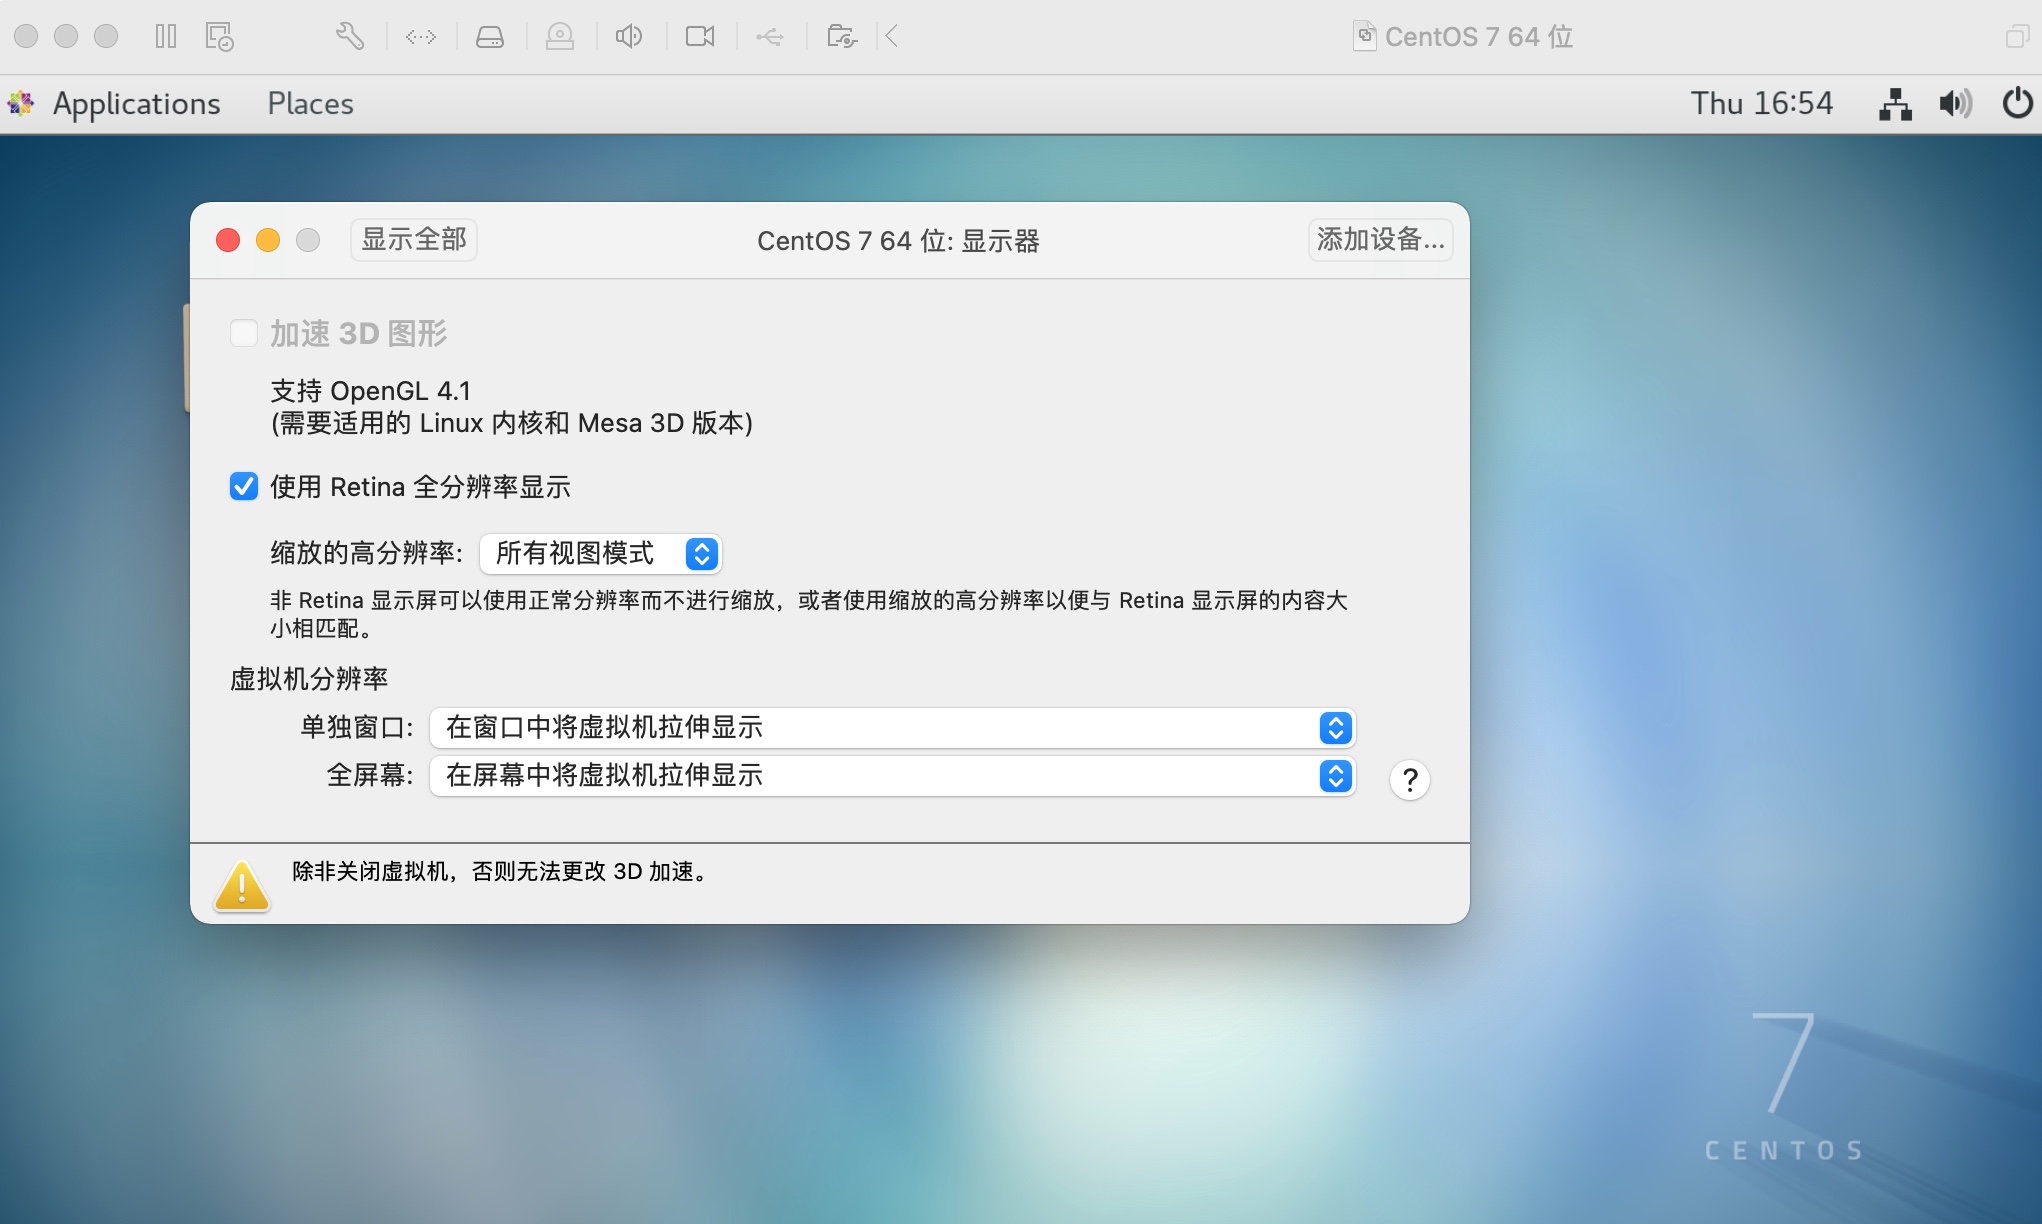 CentOS 7 64 位
Applications Places Thu 16:54
显示全部 CentOS 7 64 位: 显示器 添加设备...
加速 3D 图形
支持 OpenGL 4.1
(需要适用的 Linux 内核和 Mesa 3D 版本)
使用 Retina 全分辨率显示
缩放的高分辨率: 所有视图模式
非 Retina 显示屏可以使用正常分辨率而不进行缩放，或者使用缩放的高分辨率以便与 Retina 显示屏的内容大
小相匹配。
虚拟机分辨率
单独窗口: 在窗口中将虚拟机拉伸显示
全屏幕: 在屏幕中将虚拟机拉伸显示
?
除非关闭虚拟机，否则无法更改 3D 加速。
7
CENTOS